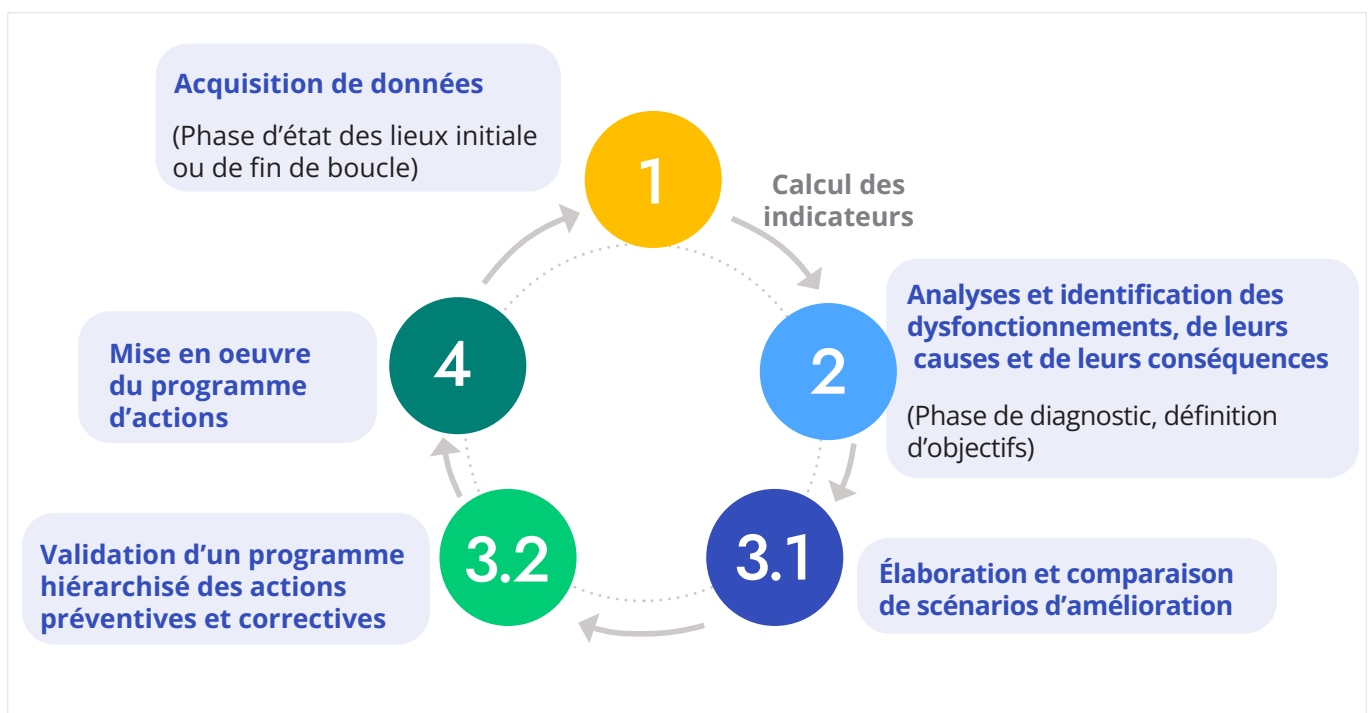 Acquisition de données
(Phase d’état des lieux initiale
ou de fin de boucle)
1
Calcul des
indicateurs
2
Analyses et identification des
dysfonctionnements, de leurs
causes et de leurs conséquences
(Phase de diagnostic, définition
d’objectifs)
3.1
Élaboration et comparaison
de scénarios d’amélioration
3.2
Validation d’un programme
hiérarchisé des actions
préventives et correctives
4
Mise en oeuvre
du programme
d’actions